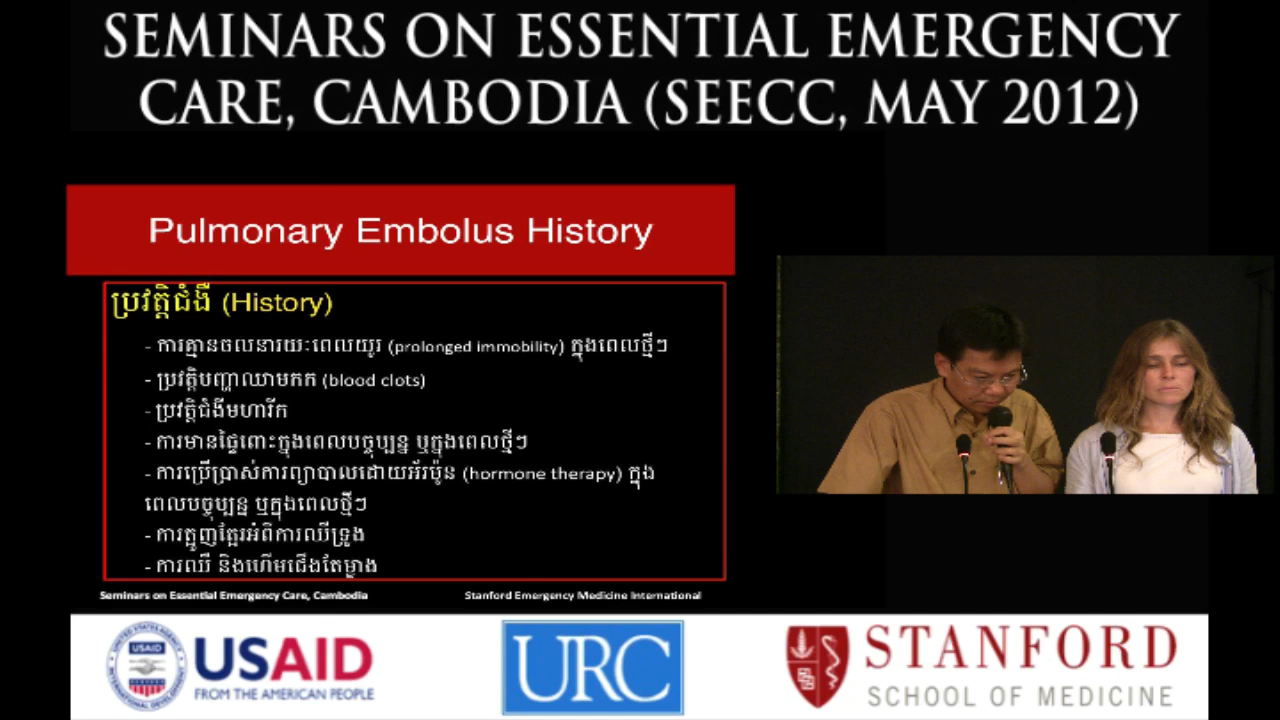 SEMINARS ON ESSENTIAL EMERGENCY
CARE, CAMBODIA (SEECC, MAY 2012)
Pulmonary Embolus History
ប្រវត្តិជំងឺ (History)
- ការគ្មានចលនារយៈពេលយូរ (prolonged immobility) ក្នុងពេលថ្មីៗ
- ប្រវត្តិបញ្ហាឈាមកក (blood clots)
- ប្រវត្តិជំងឺមហារីក
- ការមានផ្ទៃពោះក្នុងពេលបច្ចុប្បន្ន ឬក្នុងពេលថ្មីៗ
- ការប្រើប្រាស់ការព្យាបាលដោយអ័រម៉ូន (hormone therapy) ក្នុង
ពេលបច្ចុប្បន្ន ឬក្នុងពេលថ្មីៗ
- ការត្អួញត្អែរអំពីការឈឺទ្រូង
- ការឈឺ និងហើមជើងតែម្ខាង
Seminars on Essential Emergency Care, Cambodia Stanford Emergency Medicine International
USAID
FROM THE AMERICAN PEOPLE
URC
STANFORD
SCHOOL OF MEDICINE